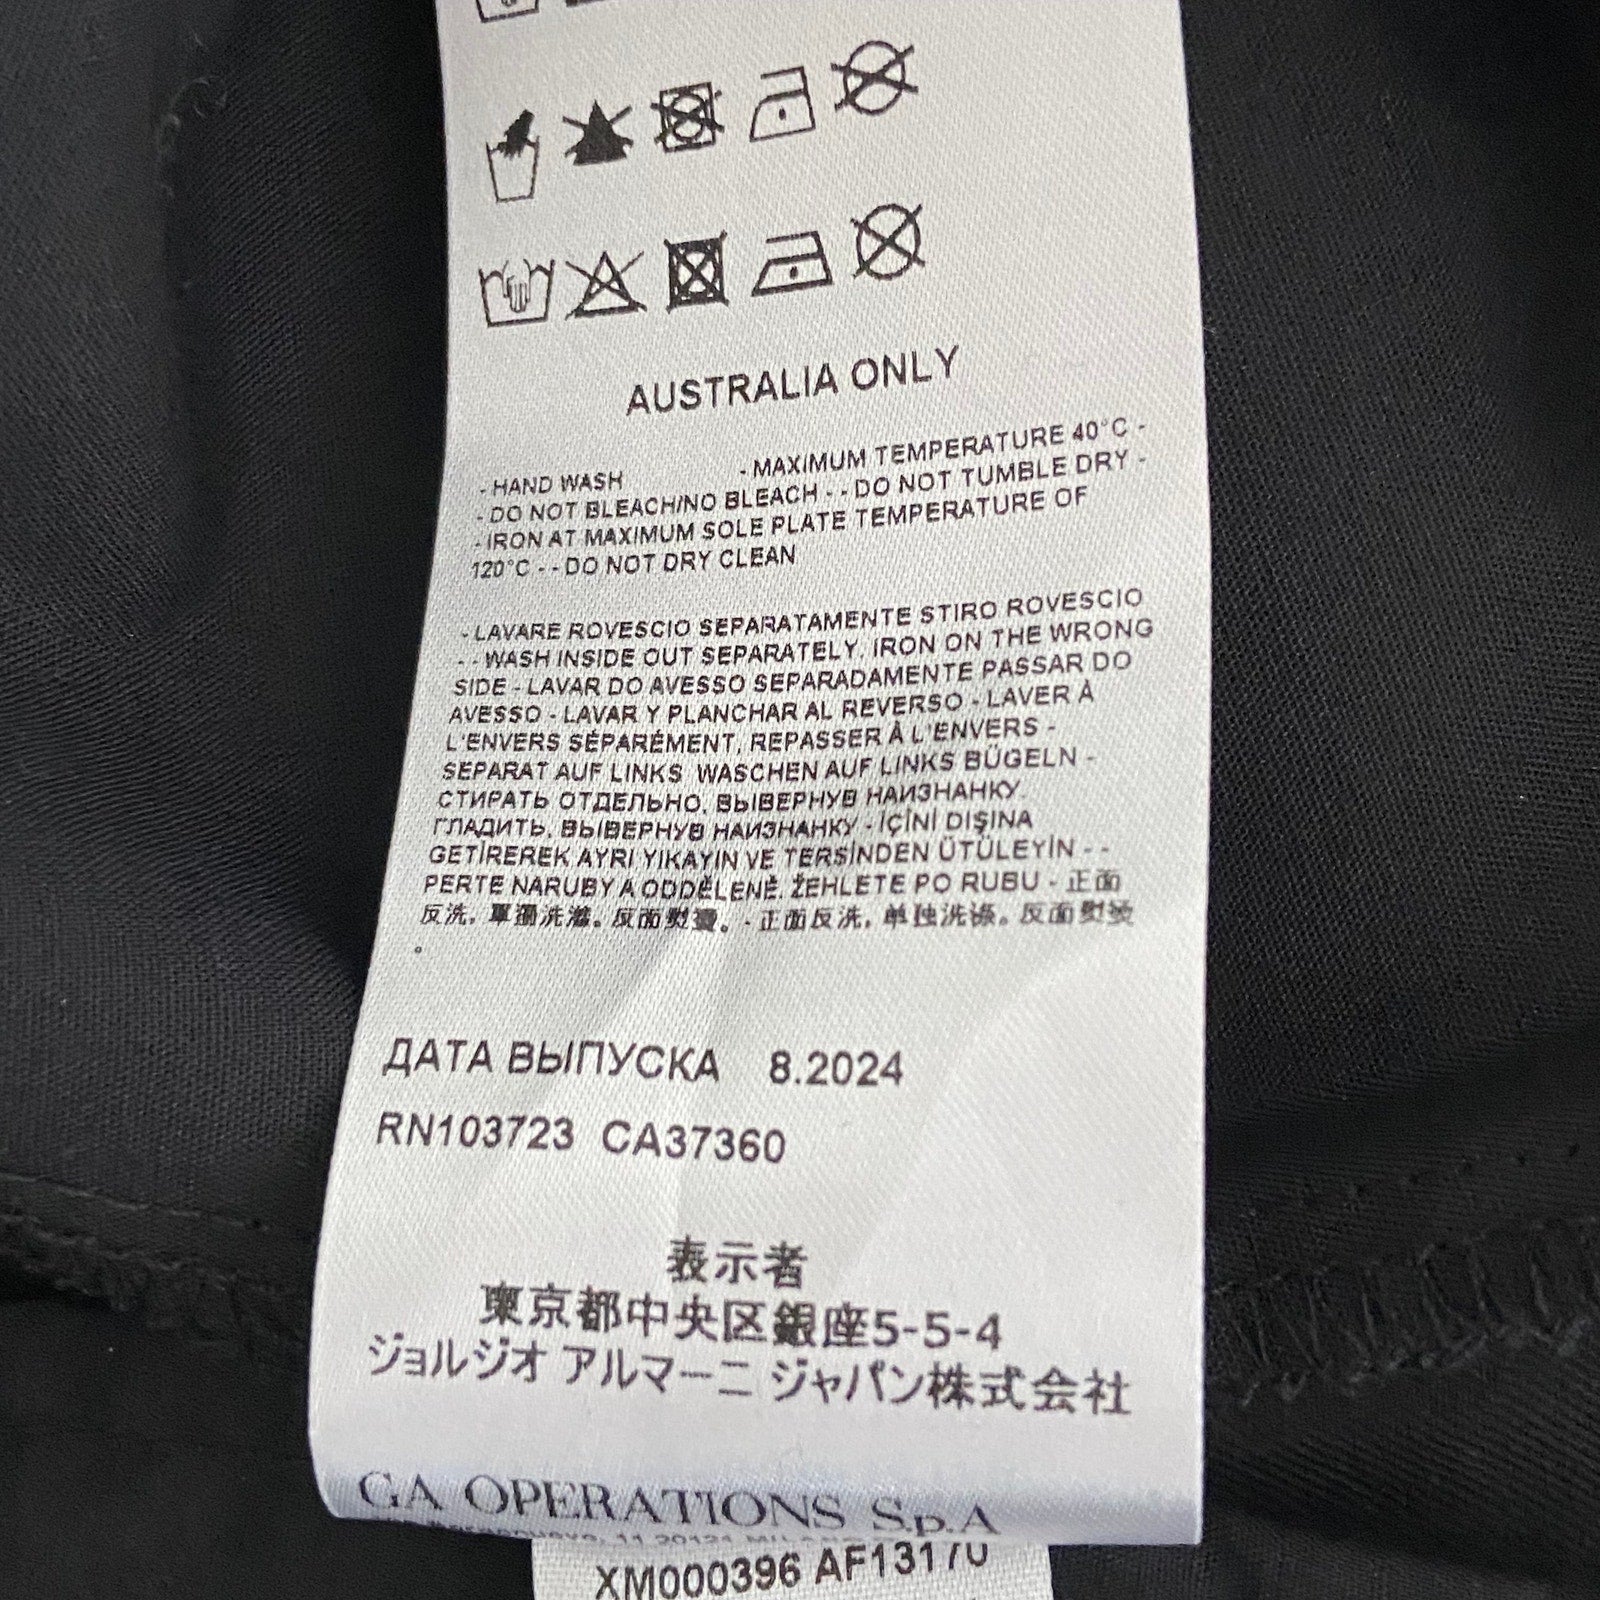 AUSTRALIA ONLY
- HAND WASH - MAXIMUM TEMPERATURE 40°C -
- DO NOT BLEACH/NO BLEACH - - DO NOT TUMBLE DRY -
- IRON AT MAXIMUM SOLE PLATE TEMPERATURE OF
120°C - - DO NOT DRY CLEAN
- LAVARE ROVESCIO SEPARATAMENTE STIRO ROVESCIO
- - WASH INSIDE OUT SEPARATELY. IRON ON THE WRONG
SIDE - LAVAR DO AVESSO SEPARADAMENTE PASSAR DO
AVESSO - LAVAR Y PLANCHAR AL REVERSO - LAVER À
L'ENVERS SÉPARÉMENT, REPASSER À L'ENVERS -
SEPARAT AUF LINKS WASCHEN AUF LINKS BÜGELN -
СТИРАТЬ ОТДЕЛЬНО, ВЫВЕРНУВ НАИЗНАНКУ.
ГЛАДИТЬ, ВЫВЕРНУВ НАИЗНАНКУ - İÇİNİ DIŞINA
GETİREREK AYRI YIKAYIN VE TERSİNDEN ÜTÜLEYİN - -
PERTE NARUBY A ODDĚLENĚ. ŽEHLETE PO RUBU - 正面
反洗, 單獨洗滌。反面熨燙。 - 正面反洗, 单独洗涤。反面熨烫
。
ДАТА ВЫПУСКА 8.2024
RN103723 CA37360
表示者
東京都中央区銀座5-5-4
ジョルジオ アルマーニ ジャパン株式会社
GA OPERATIONS S.p.A
11 20121
XM000396 AF13170